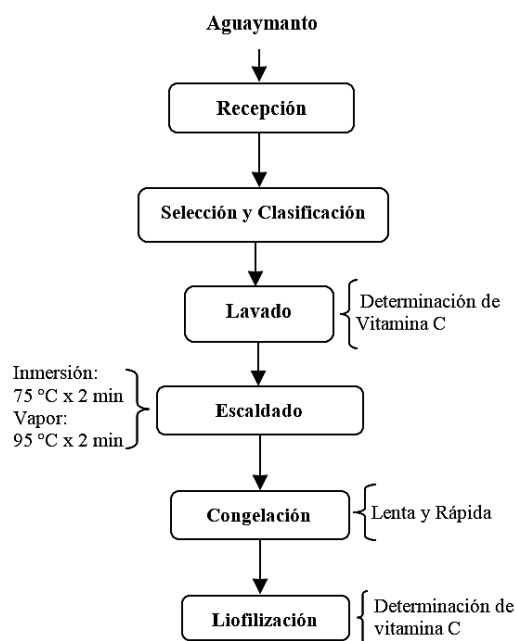 Aguaymanto
Recepción
Selección y Clasificación
Lavado
Determinación de
Vitamina C
Inmersión:
75 °C x 2 min
Vapor:
95 °C x 2 min
Escaldado
Congelación
Lenta y Rápida
Liofilización
Determinación de
vitamina C